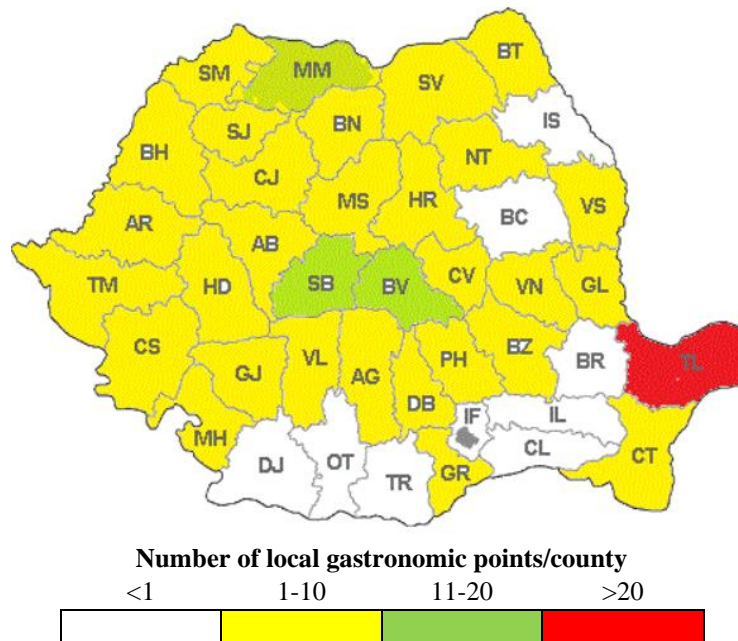 BT
MM
SM
SV
IS
SJ
BN
NT
BH
CJ
MS
HR
VS
BC
AR
AB
CV
TM
HD
SB
BV
VN
GL
CS
VL
PH
BZ
BR
TL
GJ
AG
DB
IF
IL
MH
DJ
OT
TR
GR
CL
CT
Number of local gastronomic points/county
<1 1-10 11-20 >20